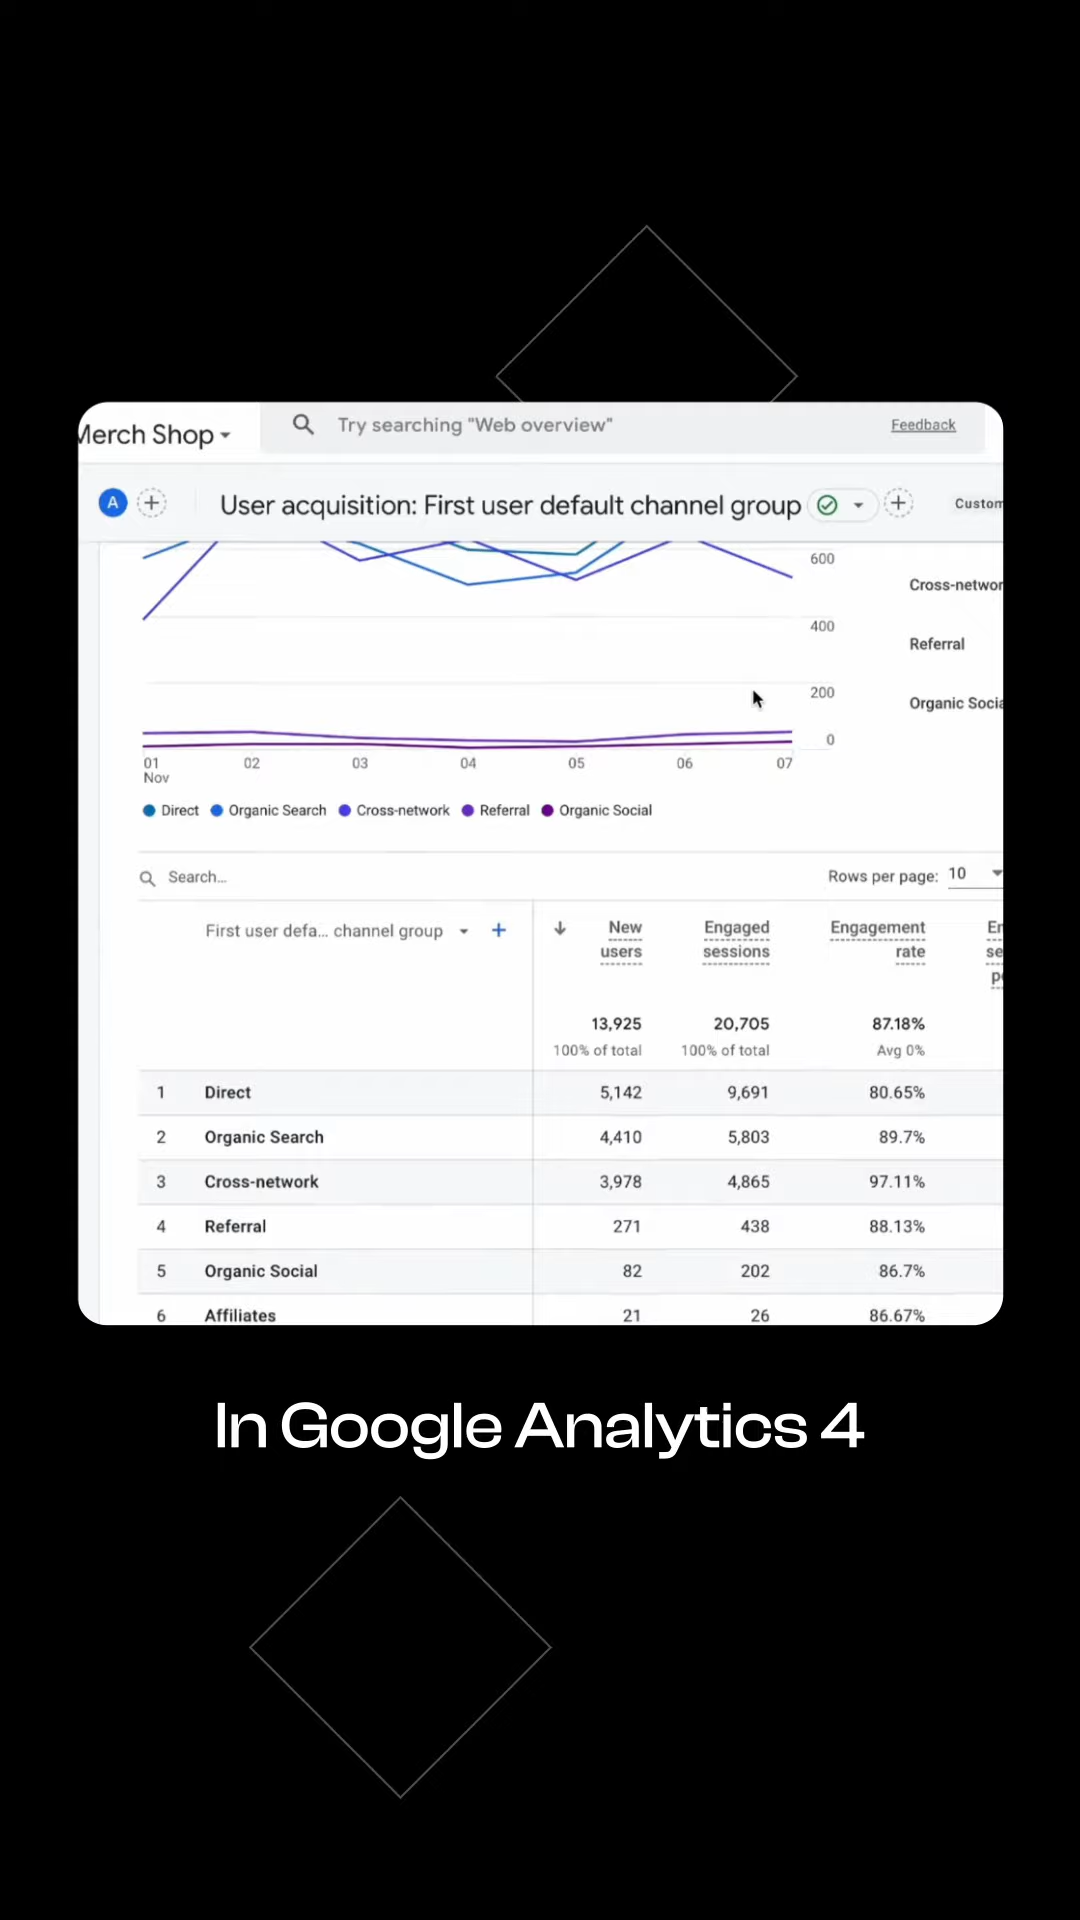 Merch Shop
Try searching "Web overview"
Feedback
A
User acquisition: First user default channel group
Custom
600
Cross-networ
400
Referral
200
Organic Socia
0
01 02 03 04 05 06 07
Nov
Direct Organic Search Cross-network Referral Organic Social
Search...
Rows per page: 10
First user defa... channel group
New users
Engaged sessions
Engagement rate
En
se
p
13,925 20,705 87.18%
100% of total 100% of total Avg 0%
1 Direct 5,142 9,691 80.65%
2 Organic Search 4,410 5,803 89.7%
3 Cross-network 3,978 4,865 97.11%
4 Referral 271 438 88.13%
5 Organic Social 82 202 86.7%
6 Affiliates 21 26 86.67%
In Google Analytics 4